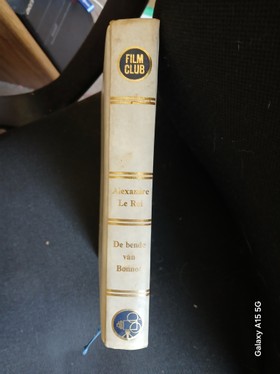 FILM
CLUB
Alexandre
Le Roi
De bende
van
Bonnot
Galaxy A15 5G